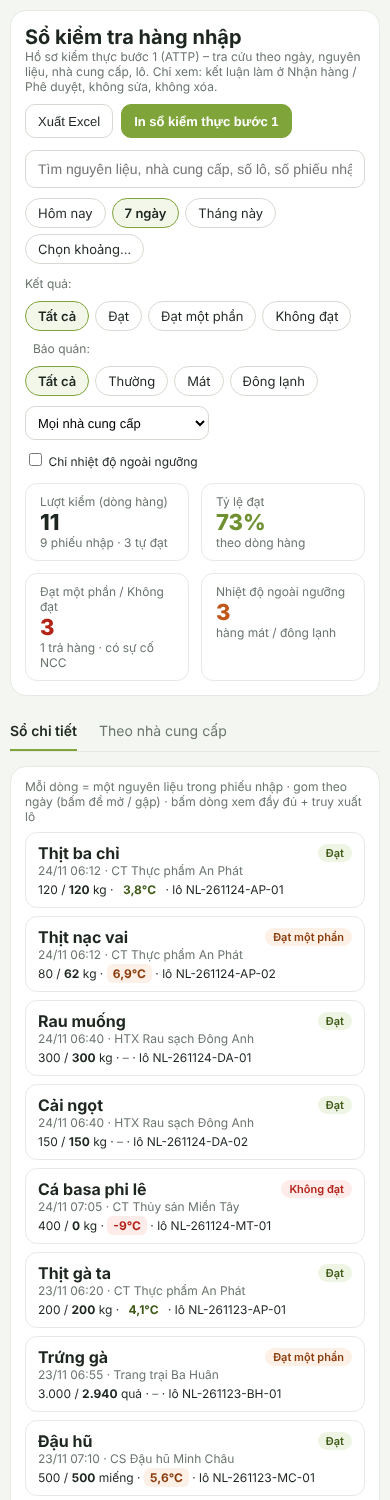 Sổ kiểm tra hàng nhập
Hồ sơ kiểm thực bước 1 (ATTP) – tra cứu theo ngày, nguyên
liệu, nhà cung cấp, lô. Chỉ xem: kết luận làm ở Nhận hàng /
Phê duyệt, không sửa, không xóa.
Xuất Excel
In sổ kiểm thực bước 1
Tìm nguyên liệu, nhà cung cấp, số lô, số phiếu nhậ
Hôm nay
7 ngày
Tháng này
Chọn khoảng...
Kết quả:
Tất cả
Đạt
Đạt một phần
Không đạt
Bảo quản:
Tất cả
Thường
Mát
Đông lạnh
Mọi nhà cung cấp
Chỉ nhiệt độ ngoài ngưỡng
Lượt kiểm (dòng hàng)
11
9 phiếu nhập · 3 tự đạt
Tỷ lệ đạt
73%
theo dòng hàng
Đạt một phần / Không
đạt
3
1 trả hàng · có sự cố
NCC
Nhiệt độ ngoài ngưỡng
3
hàng mát / đông lạnh
Sổ chi tiết
Theo nhà cung cấp
Mỗi dòng = một nguyên liệu trong phiếu nhập · gom theo
ngày (bấm để mở / gập) · bấm dòng xem đầy đủ + truy xuất
lô
Thịt ba chỉ
Đạt
24/11 06:12 · CT Thực phẩm An Phát
120 / 120 kg · 3,8°C · lô NL-261124-AP-01
Thịt nạc vai
Đạt một phần
24/11 06:12 · CT Thực phẩm An Phát
80 / 62 kg · 6,9°C · lô NL-261124-AP-02
Rau muống
Đạt
24/11 06:40 · HTX Rau sạch Đông Anh
300 / 300 kg · – · lô NL-261124-DA-01
Cải ngọt
Đạt
24/11 06:40 · HTX Rau sạch Đông Anh
150 / 150 kg · – · lô NL-261124-DA-02
Cá basa phi lê
Không đạt
24/11 07:05 · CT Thủy sản Miền Tây
400 / 0 kg · -9°C · lô NL-261124-MT-01
Thịt gà ta
Đạt
23/11 06:20 · CT Thực phẩm An Phát
200 / 200 kg · 4,1°C · lô NL-261123-AP-01
Trứng gà
Đạt một phần
23/11 06:55 · Trang trại Ba Huân
3.000 / 2.940 quả · – · lô NL-261123-BH-01
Đậu hũ
Đạt
23/11 07:10 · CS Đậu hũ Minh Châu
500 / 500 miếng · 5,6°C · lô NL-261123-MC-01